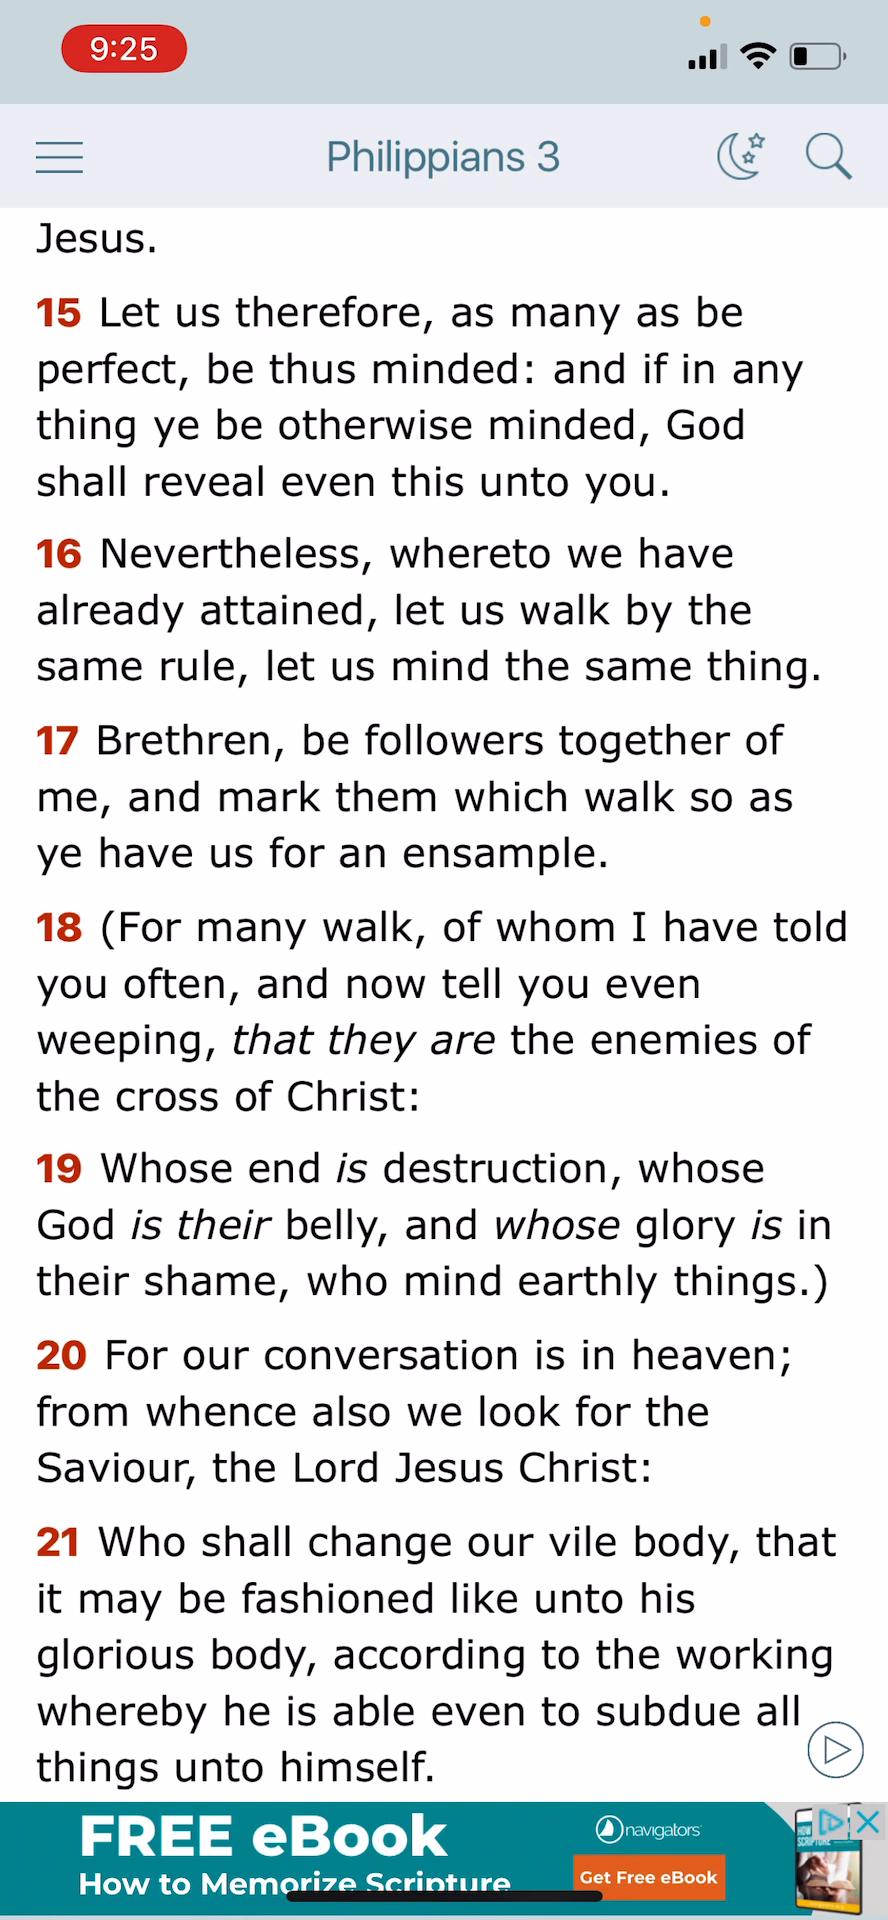 9:25
Philippians 3
Jesus.
15 Let us therefore, as many as be
perfect, be thus minded: and if in any
thing ye be otherwise minded, God
shall reveal even this unto you.
16 Nevertheless, whereto we have
already attained, let us walk by the
same rule, let us mind the same thing.
17 Brethren, be followers together of
me, and mark them which walk so as
ye have us for an ensample.
18 (For many walk, of whom I have told
you often, and now tell you even
weeping, that they are the enemies of
the cross of Christ:
19 Whose end is destruction, whose
God is their belly, and whose glory is in
their shame, who mind earthly things.)
20 For our conversation is in heaven;
from whence also we look for the
Saviour, the Lord Jesus Christ:
21 Who shall change our vile body, that
it may be fashioned like unto his
glorious body, according to the working
whereby he is able even to subdue all
things unto himself.
FREE eBook
How to Memorize Scripture
navigators
Get Free eBook